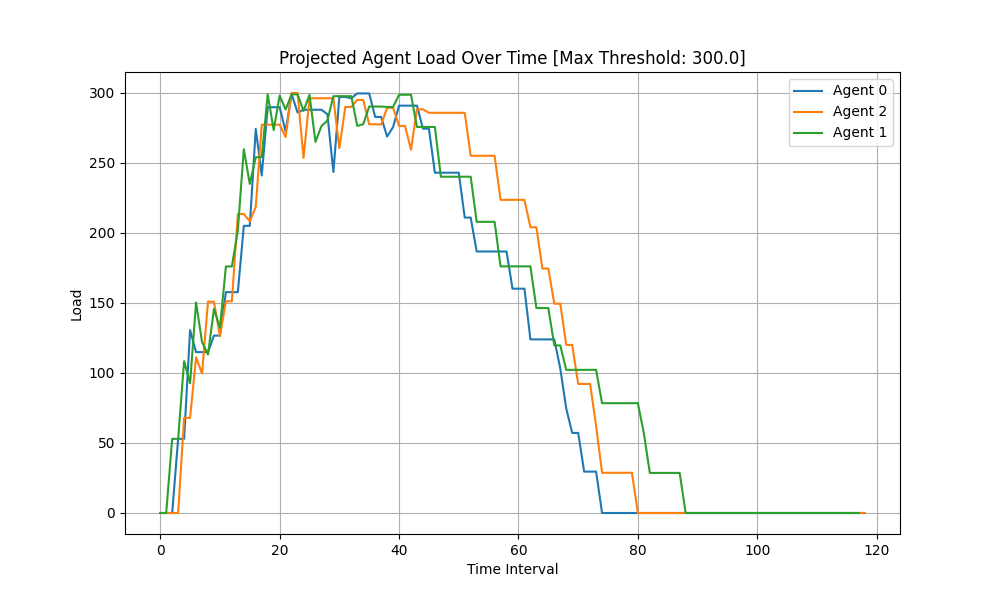 Projected Agent Load Over Time [Max Threshold: 300.0]
Agent 0
Agent 2
Agent 1
Load
300
250
200
150
100
50
0
0 20 40 60 80 100 120
Time Interval